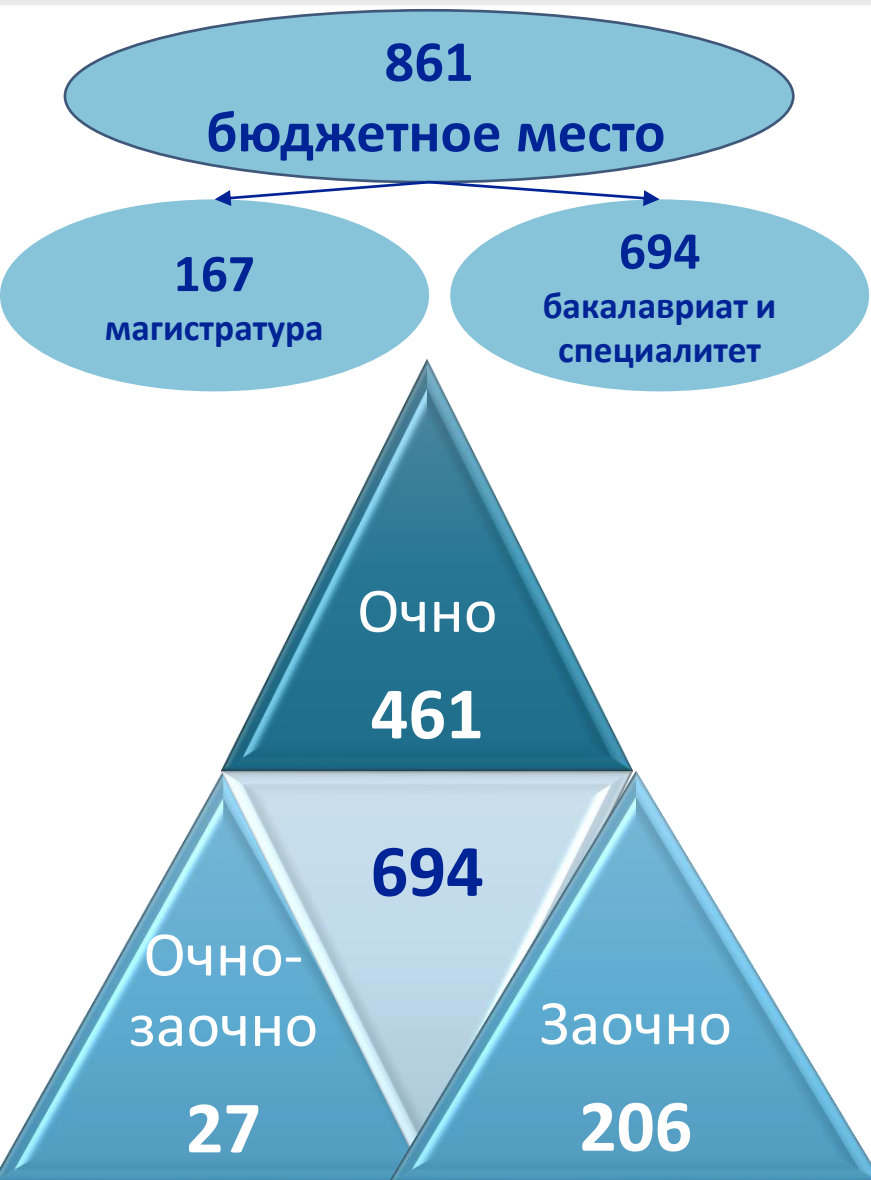 861
бюджетное место
167
магистратура
694
бакалавриат и
специалитет
Очно
461
694
Очно-
заочно
27
Заочно
206